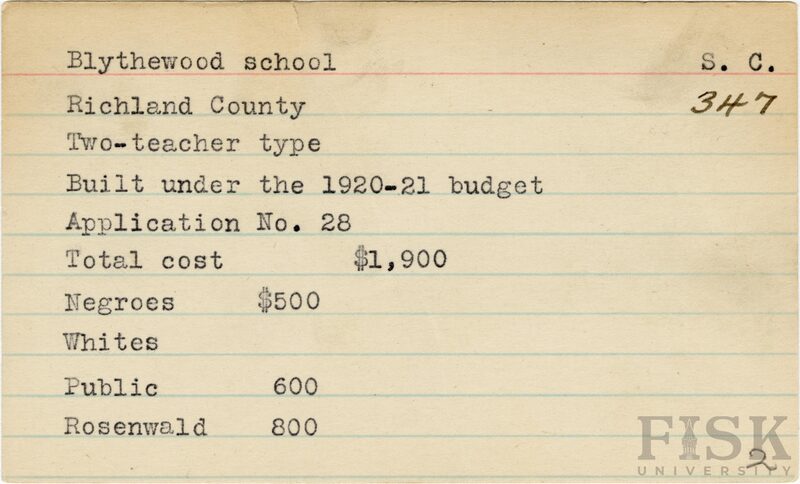 Blythewood school S. C.
Richland County 347
Two-teacher type
Built under the 1920-21 budget
Application No. 28
Total cost $1,900
Negroes $500
Whites
Public 600
Rosenwald 800
FISK
UNIVERSITY
2